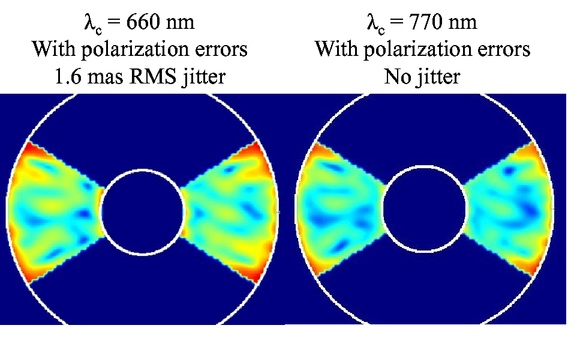 λc = 660 nm
With polarization errors
1.6 mas RMS jitter
λc = 770 nm
With polarization errors
No jitter